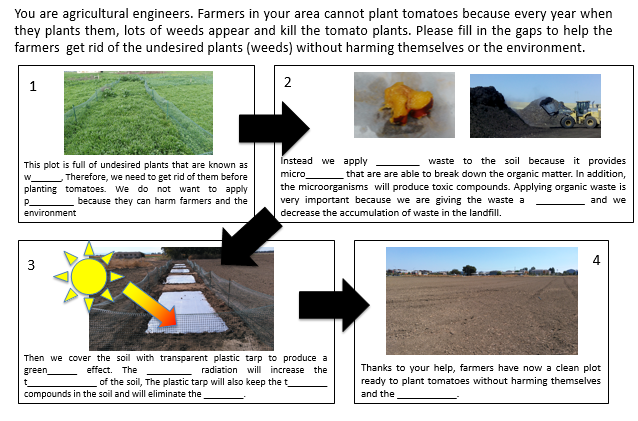 You are agricultural engineers. Farmers in your area cannot plant tomatoes because every year when
they plants them, lots of weeds appear and kill the tomato plants. Please fill in the gaps to help the
farmers get rid of the undesired plants (weeds) without harming themselves or the environment.
1
This plot is full of undesired plants that are known as
w______. Therefore, we need to get rid of them before
planting tomatoes. We do not want to apply
p________ because they can harm farmers and the
environment
2
Instead we apply ________ waste to the soil because it provides
micro_______ that are are able to break down the organic matter. In addition,
the microorganisms will produce toxic compounds. Applying organic waste is
very important because we are giving the waste a _________ and we
decrease the accumulation of waste in the landfill.
3
Then we cover the soil with transparent plastic tarp to produce a
green______ effect. The ________ radiation will increase the
t______________ of the soil, The plastic tarp will also keep the t_______
compounds in the soil and will eliminate the ________.
4
Thanks to your help, farmers have now a clean plot
ready to plant tomatoes without harming themselves
and the ____________.